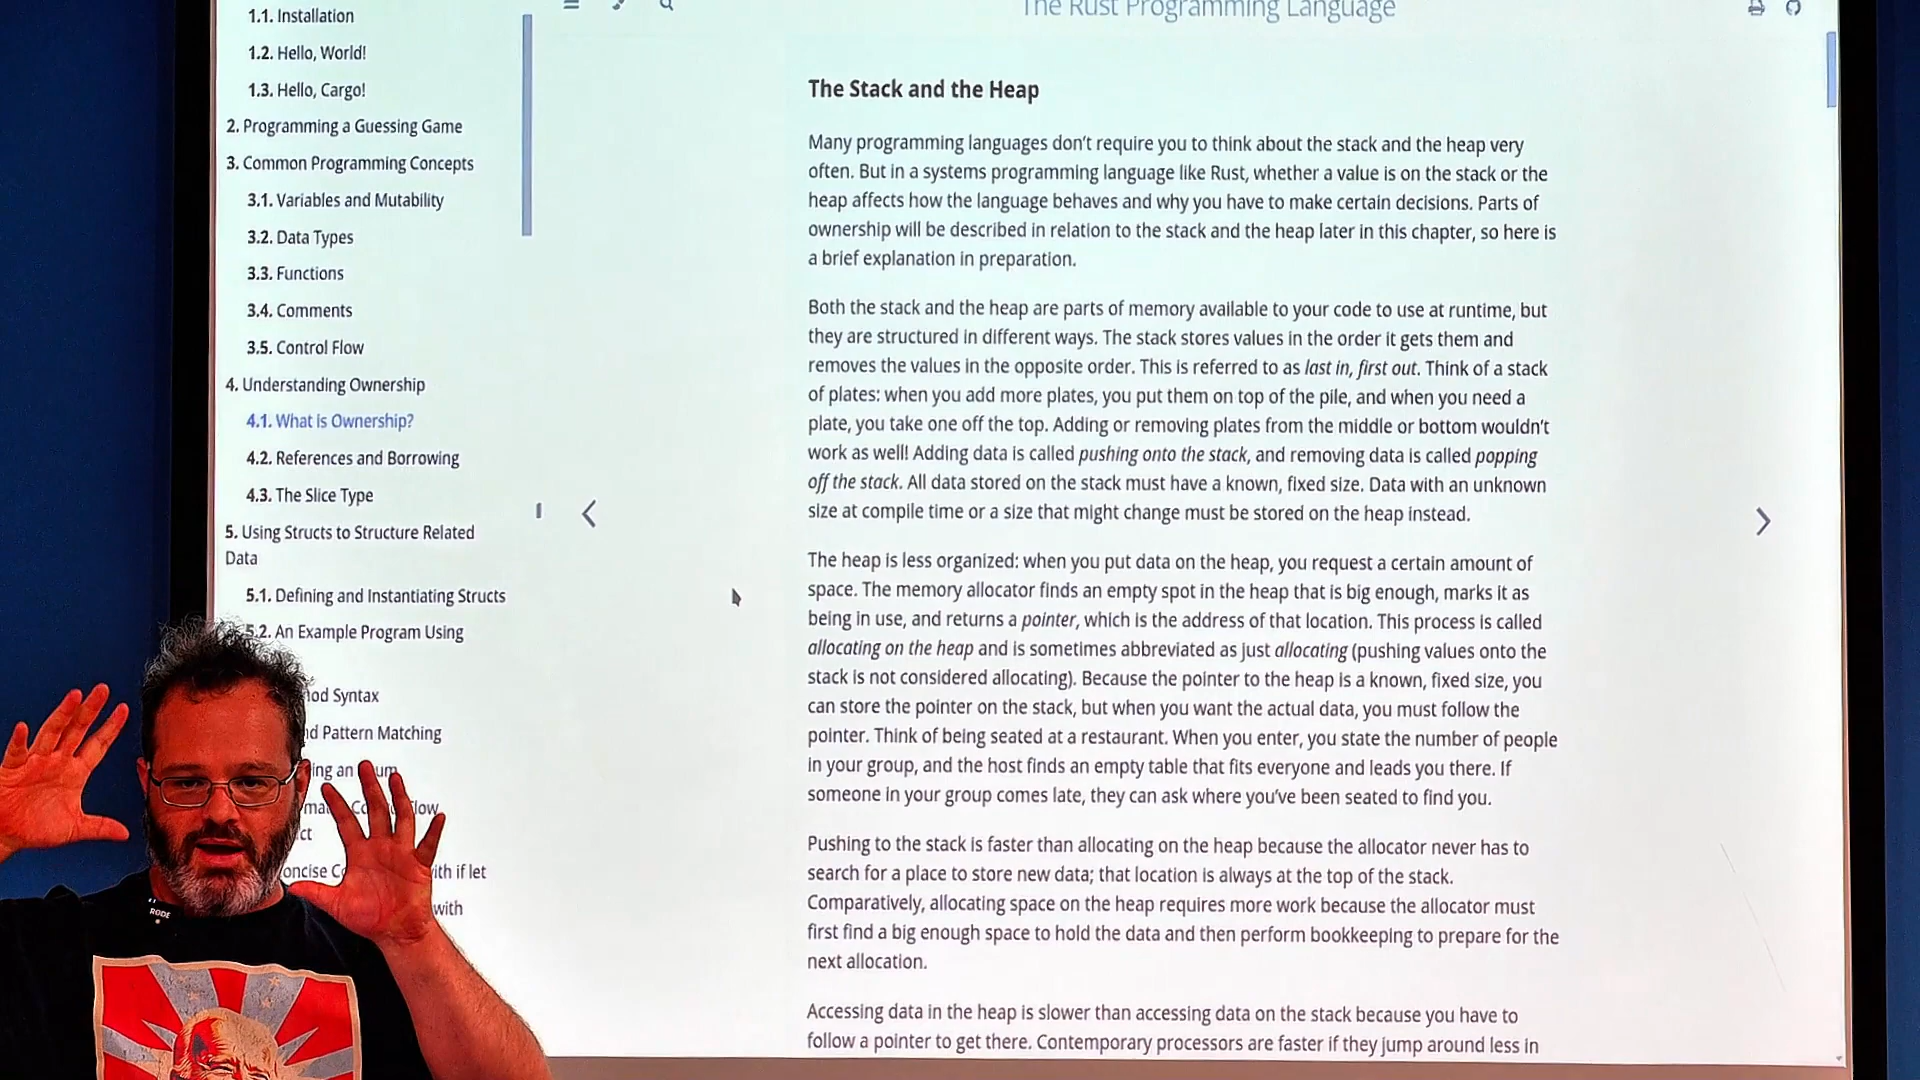 The Rust Programming Language
1.1. Installation
1.2. Hello, World!
1.3. Hello, Cargo!
2. Programming a Guessing Game
3. Common Programming Concepts
3.1. Variables and Mutability
3.2. Data Types
3.3. Functions
3.4. Comments
3.5. Control Flow
4. Understanding Ownership
4.1. What is Ownership?
4.2. References and Borrowing
4.3. The Slice Type
5. Using Structs to Structure Related
Data
5.1. Defining and Instantiating Structs
5.2. An Example Program Using
Syntax
Pattern Matching
an
with if let
with
The Stack and the Heap
Many programming languages don't require you to think about the stack and the heap very
often. But in a systems programming language like Rust, whether a value is on the stack or the
heap affects how the language behaves and why you have to make certain decisions. Parts of
ownership will be described in relation to the stack and the heap later in this chapter, so here is
a brief explanation in preparation.
Both the stack and the heap are parts of memory available to your code to use at runtime, but
they are structured in different ways. The stack stores values in the order it gets them and
removes the values in the opposite order. This is referred to as last in, first out. Think of a stack
of plates: when you add more plates, you put them on top of the pile, and when you need a
plate, you take one off the top. Adding or removing plates from the middle or bottom wouldn't
work as well! Adding data is called pushing onto the stack, and removing data is called popping
off the stack. All data stored on the stack must have a known, fixed size. Data with an unknown
size at compile time or a size that might change must be stored on the heap instead.
The heap is less organized: when you put data on the heap, you request a certain amount of
space. The memory allocator finds an empty spot in the heap that is big enough, marks it as
being in use, and returns a pointer, which is the address of that location. This process is called
allocating on the heap and is sometimes abbreviated as just allocating (pushing values onto the
stack is not considered allocating). Because the pointer to the heap is a known, fixed size, you
can store the pointer on the stack, but when you want the actual data, you must follow the
pointer. Think of being seated at a restaurant. When you enter, you state the number of people
in your group, and the host finds an empty table that fits everyone and leads you there. If
someone in your group comes late, they can ask where you've been seated to find you.
Pushing to the stack is faster than allocating on the heap because the allocator never has to
search for a place to store new data; that location is always at the top of the stack.
Comparatively, allocating space on the heap requires more work because the allocator must
first find a big enough space to hold the data and then perform bookkeeping to prepare for the
next allocation.
Accessing data in the heap is slower than accessing data on the stack because you have to
follow a pointer to get there. Contemporary processors are faster if they jump around less in
RODE